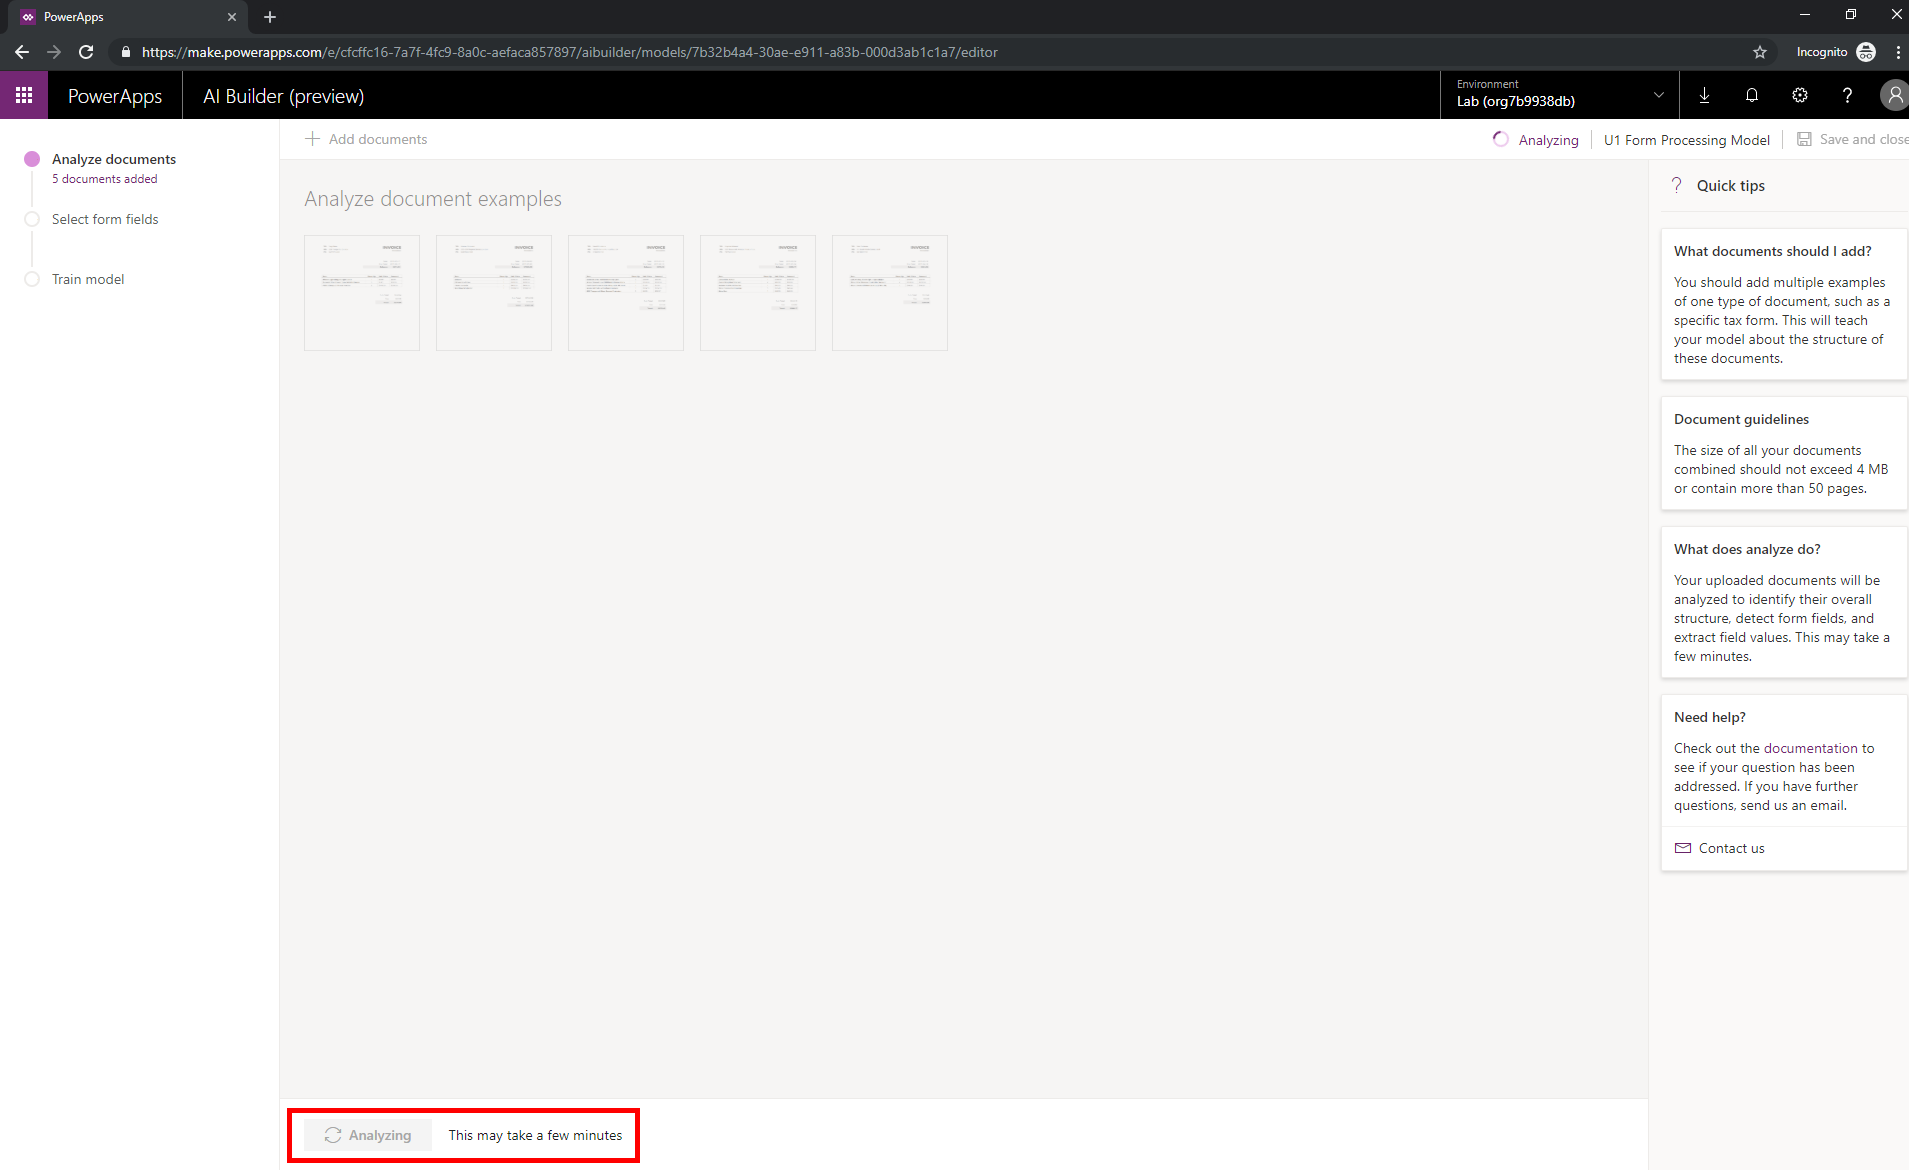 PowerApps
https://make.powerapps.com/e/cfcffc16-7a7f-4fc9-8a0c-aefaca857897/aibuilder/models/7b32b4a4-30ae-e911-a83b-000d3ab1c1a7/editor
Incognito
PowerApps
AI Builder (preview)
Environment
Lab (org7b9938db)
Analyze documents
5 documents added
Select form fields
Train model
Add documents
Analyzing
U1 Form Processing Model
Save and close
Analyze document examples
INVOICE
INVOICE
INVOICE
INVOICE
INVOICE
Analyzing
This may take a few minutes
Quick tips
What documents should I add?
You should add multiple examples
of one type of document, such as a
specific tax form. This will teach
your model about the structure of
these documents.
Document guidelines
The size of all your documents
combined should not exceed 4 MB
or contain more than 50 pages.
What does analyze do?
Your uploaded documents will be
analyzed to identify their overall
structure, detect form fields, and
extract field values. This may take a
few minutes.
Need help?
Check out the documentation to
see if your question has been
addressed. If you have further
questions, send us an email.
Contact us